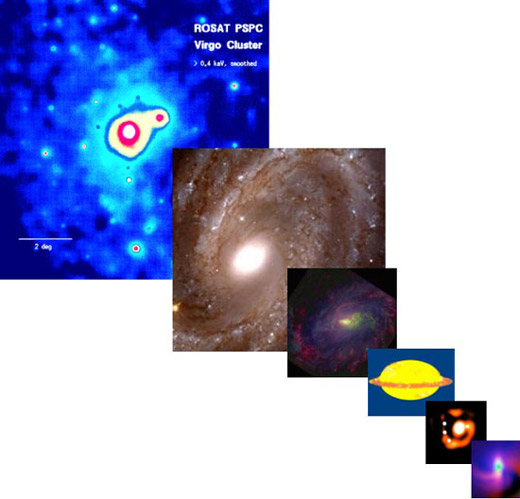 ROSAT PSPC
Virgo Cluster
> 0.4 keV, smoothed
2 deg